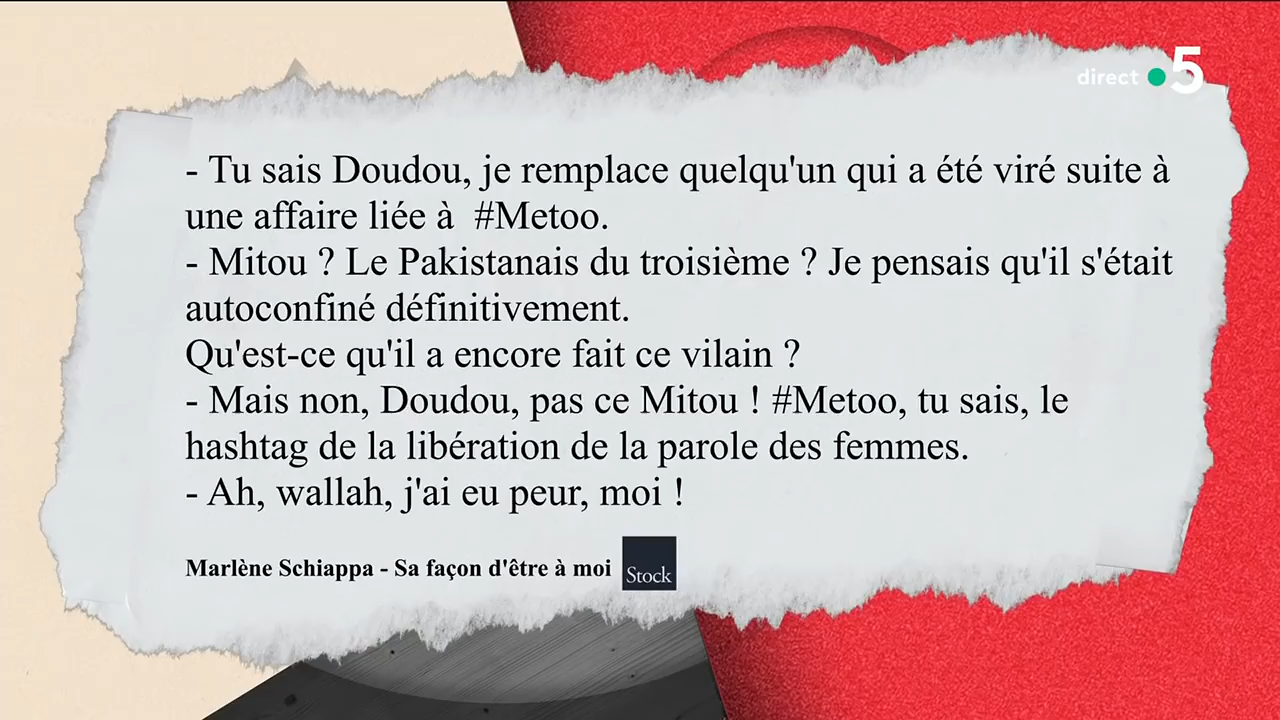 direct 5
- Tu sais Doudou, je remplace quelqu'un qui a été viré suite à
une affaire liée à  #Metoo.
- Mitou ? Le Pakistanais du troisième ? Je pensais qu'il s'était
autoconfiné définitivement.
Qu'est-ce qu'il a encore fait ce vilain ?
- Mais non, Doudou, pas ce Mitou ! #Metoo, tu sais, le
hashtag de la libération de la parole des femmes.
- Ah, wallah, j'ai eu peur, moi !
Marlène Schiappa - Sa façon d'être à moi Stock